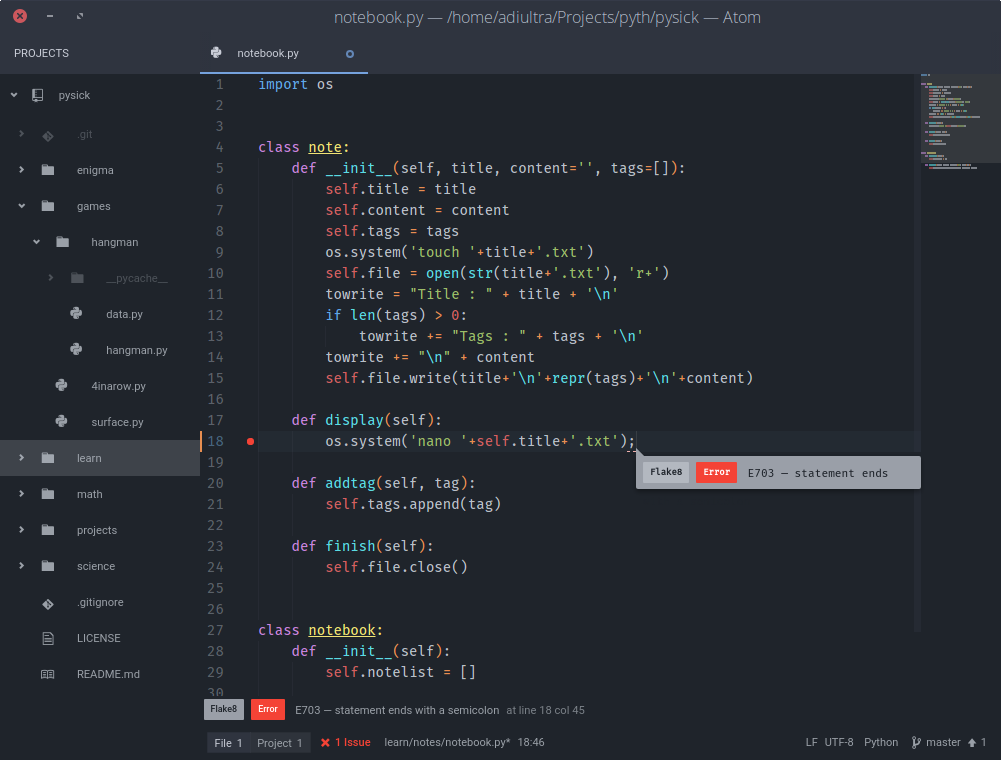 notebook.py — /home/adiultra/Projects/pyth/pysick — Atom
PROJECTS
pysick
.git
enigma
games
hangman
__pycache__
data.py
hangman.py
4inarow.py
surface.py
learn
math
projects
science
.gitignore
LICENSE
README.md
notebook.py
1 import os
2
3
4 class note:
5     def __init__(self, title, content='', tags=[]):
6         self.title = title
7         self.content = content
8         self.tags = tags
9         os.system('touch '+title+'.txt')
10         self.file = open(str(title+'.txt'), 'r+')
11         towrite = "Title : " + title + '\n'
12         if len(tags) > 0:
13             towrite += "Tags : " + tags + '\n'
14         towrite += "\n" + content
15         self.file.write(title+'\n'+repr(tags)+'\n'+content)
16
17     def display(self):
18         os.system('nano '+self.title+'.txt');
19
Flake8 Error E703 — statement ends
20     def addtag(self, tag):
21         self.tags.append(tag)
22
23     def finish(self):
24         self.file.close()
25
26
27 class notebook:
28     def __init__(self):
29         self.notelist = []
30
Flake8 Error E703 — statement ends with a semicolon at line 18 col 45
File 1 Project 1 1 Issue learn/notes/notebook.py* 18:46 LF UTF-8 Python master 1